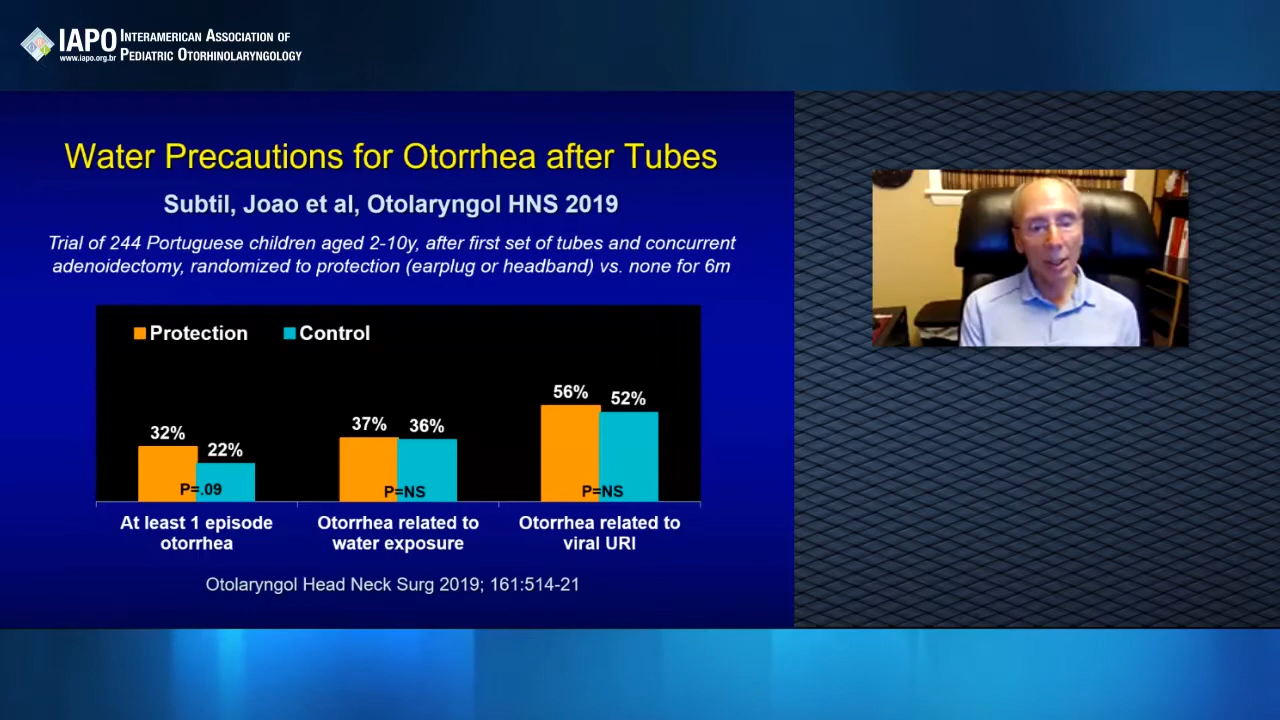 IAPO
www.iapo.org.br
INTERAMERICAN ASSOCIATION OF
PEDIATRIC OTORHINOLARYNGOLOGY
Water Precautions for Otorrhea after Tubes
Subtil, Joao et al, Otolaryngol HNS 2019
Trial of 244 Portuguese children aged 2-10y, after first set of tubes and concurrent
adenoidectomy, randomized to protection (earplug or headband) vs. none for 6m
Protection Control
32% 22%
37% 36%
56% 52%
P=.09
P=NS
P=NS
At least 1 episode
otorrhea
Otorrhea related to
water exposure
Otorrhea related to
viral URI
Otolaryngol Head Neck Surg 2019; 161:514-21